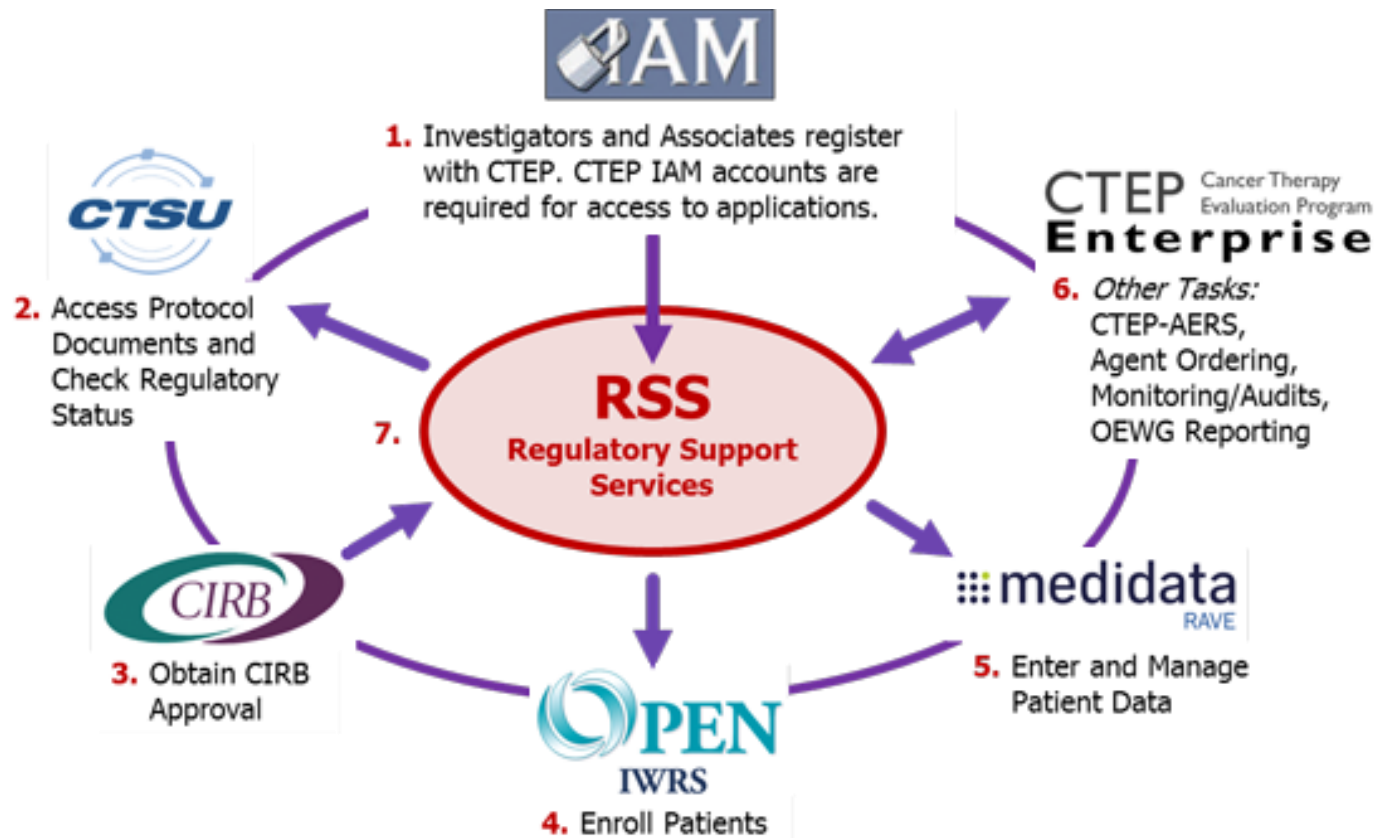 IAM
1. Investigators and Associates register
with CTEP. CTEP IAM accounts are
required for access to applications.
CTSU
2. Access Protocol
Documents and
Check Regulatory
Status
CTEP Cancer Therapy
Evaluation Program
Enterprise
6. Other Tasks:
CTEP-AERS,
Agent Ordering,
Monitoring/Audits,
OEWG Reporting
7.
RSS
Regulatory Support
Services
CIRB
3. Obtain CIRB
Approval
medidata
RAVE
5. Enter and Manage
Patient Data
OPEN
IWRS
4. Enroll Patients